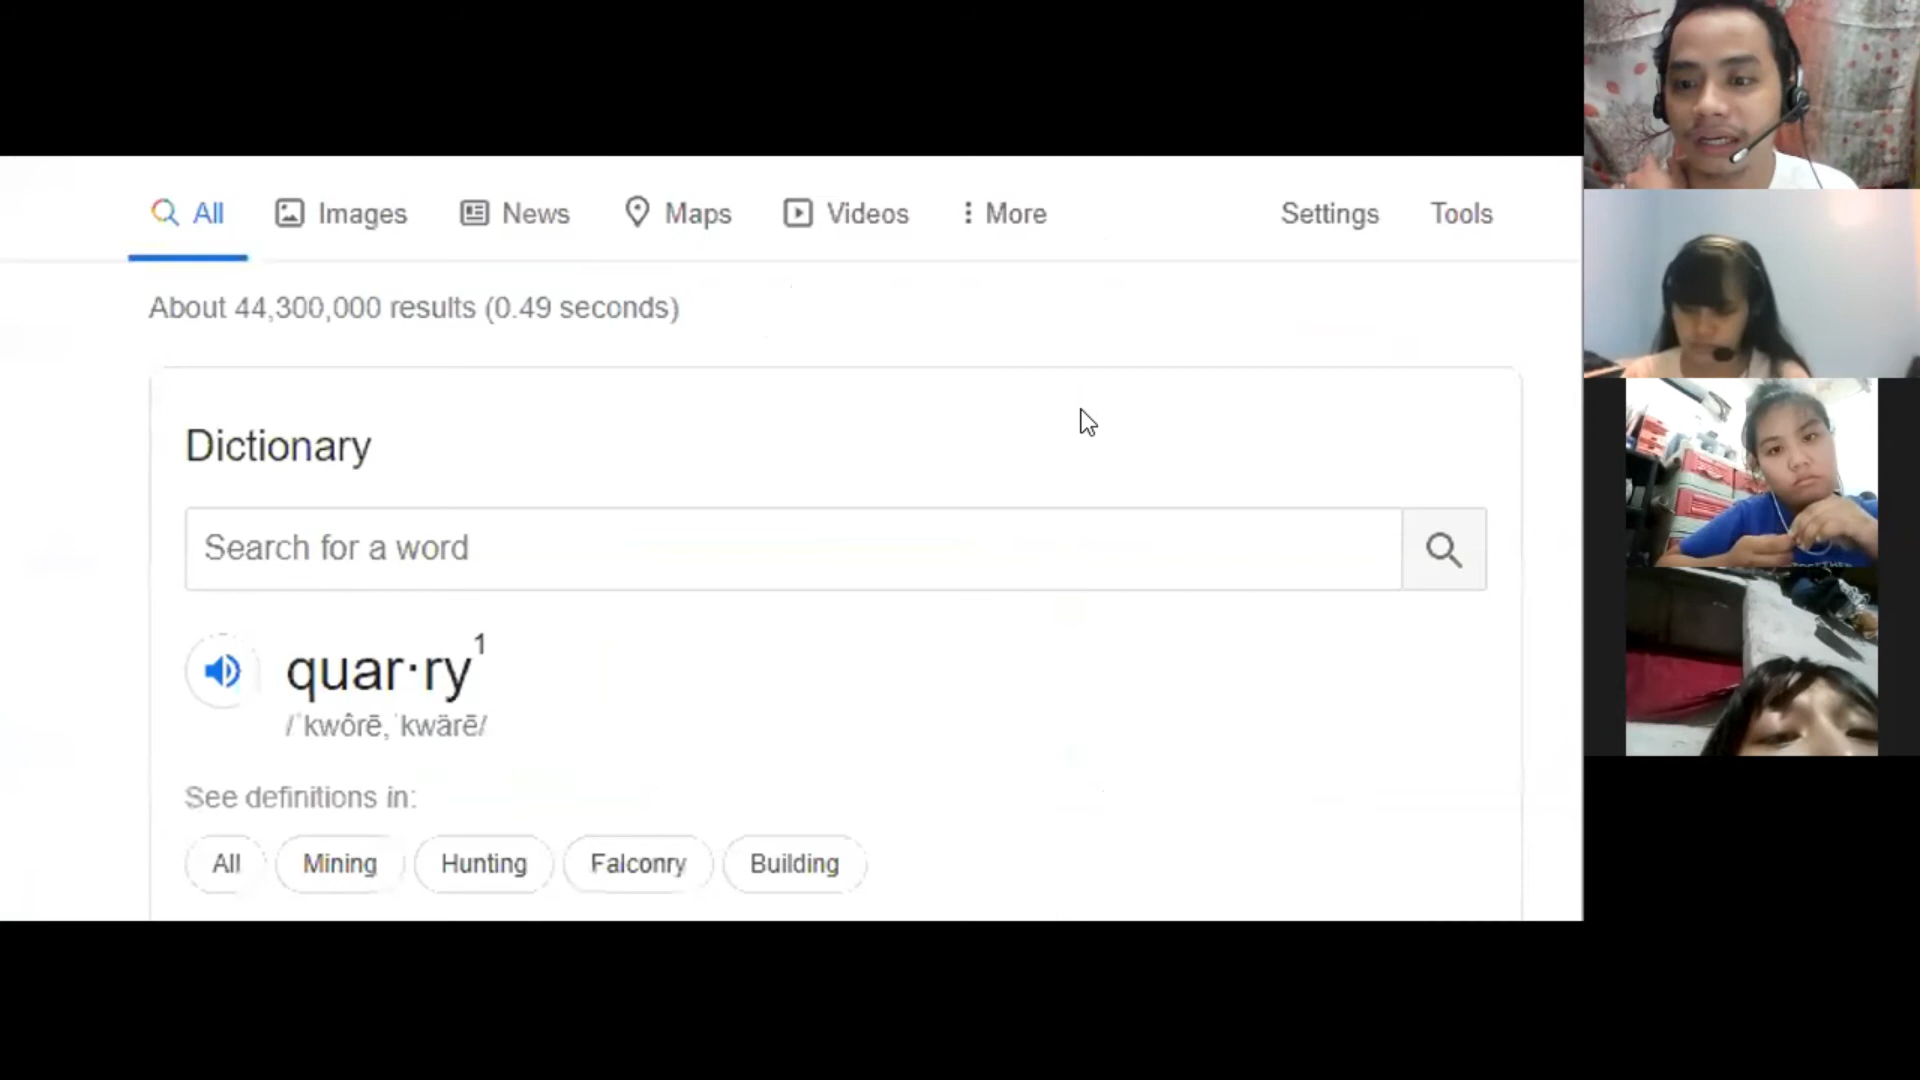 All Images News Maps Videos More Settings Tools
About 44,300,000 results (0.49 seconds)
Dictionary
Search for a word
quar·ry¹
/ˈkwôrē, ˈkwärē/
See definitions in:
All Mining Hunting Falconry Building